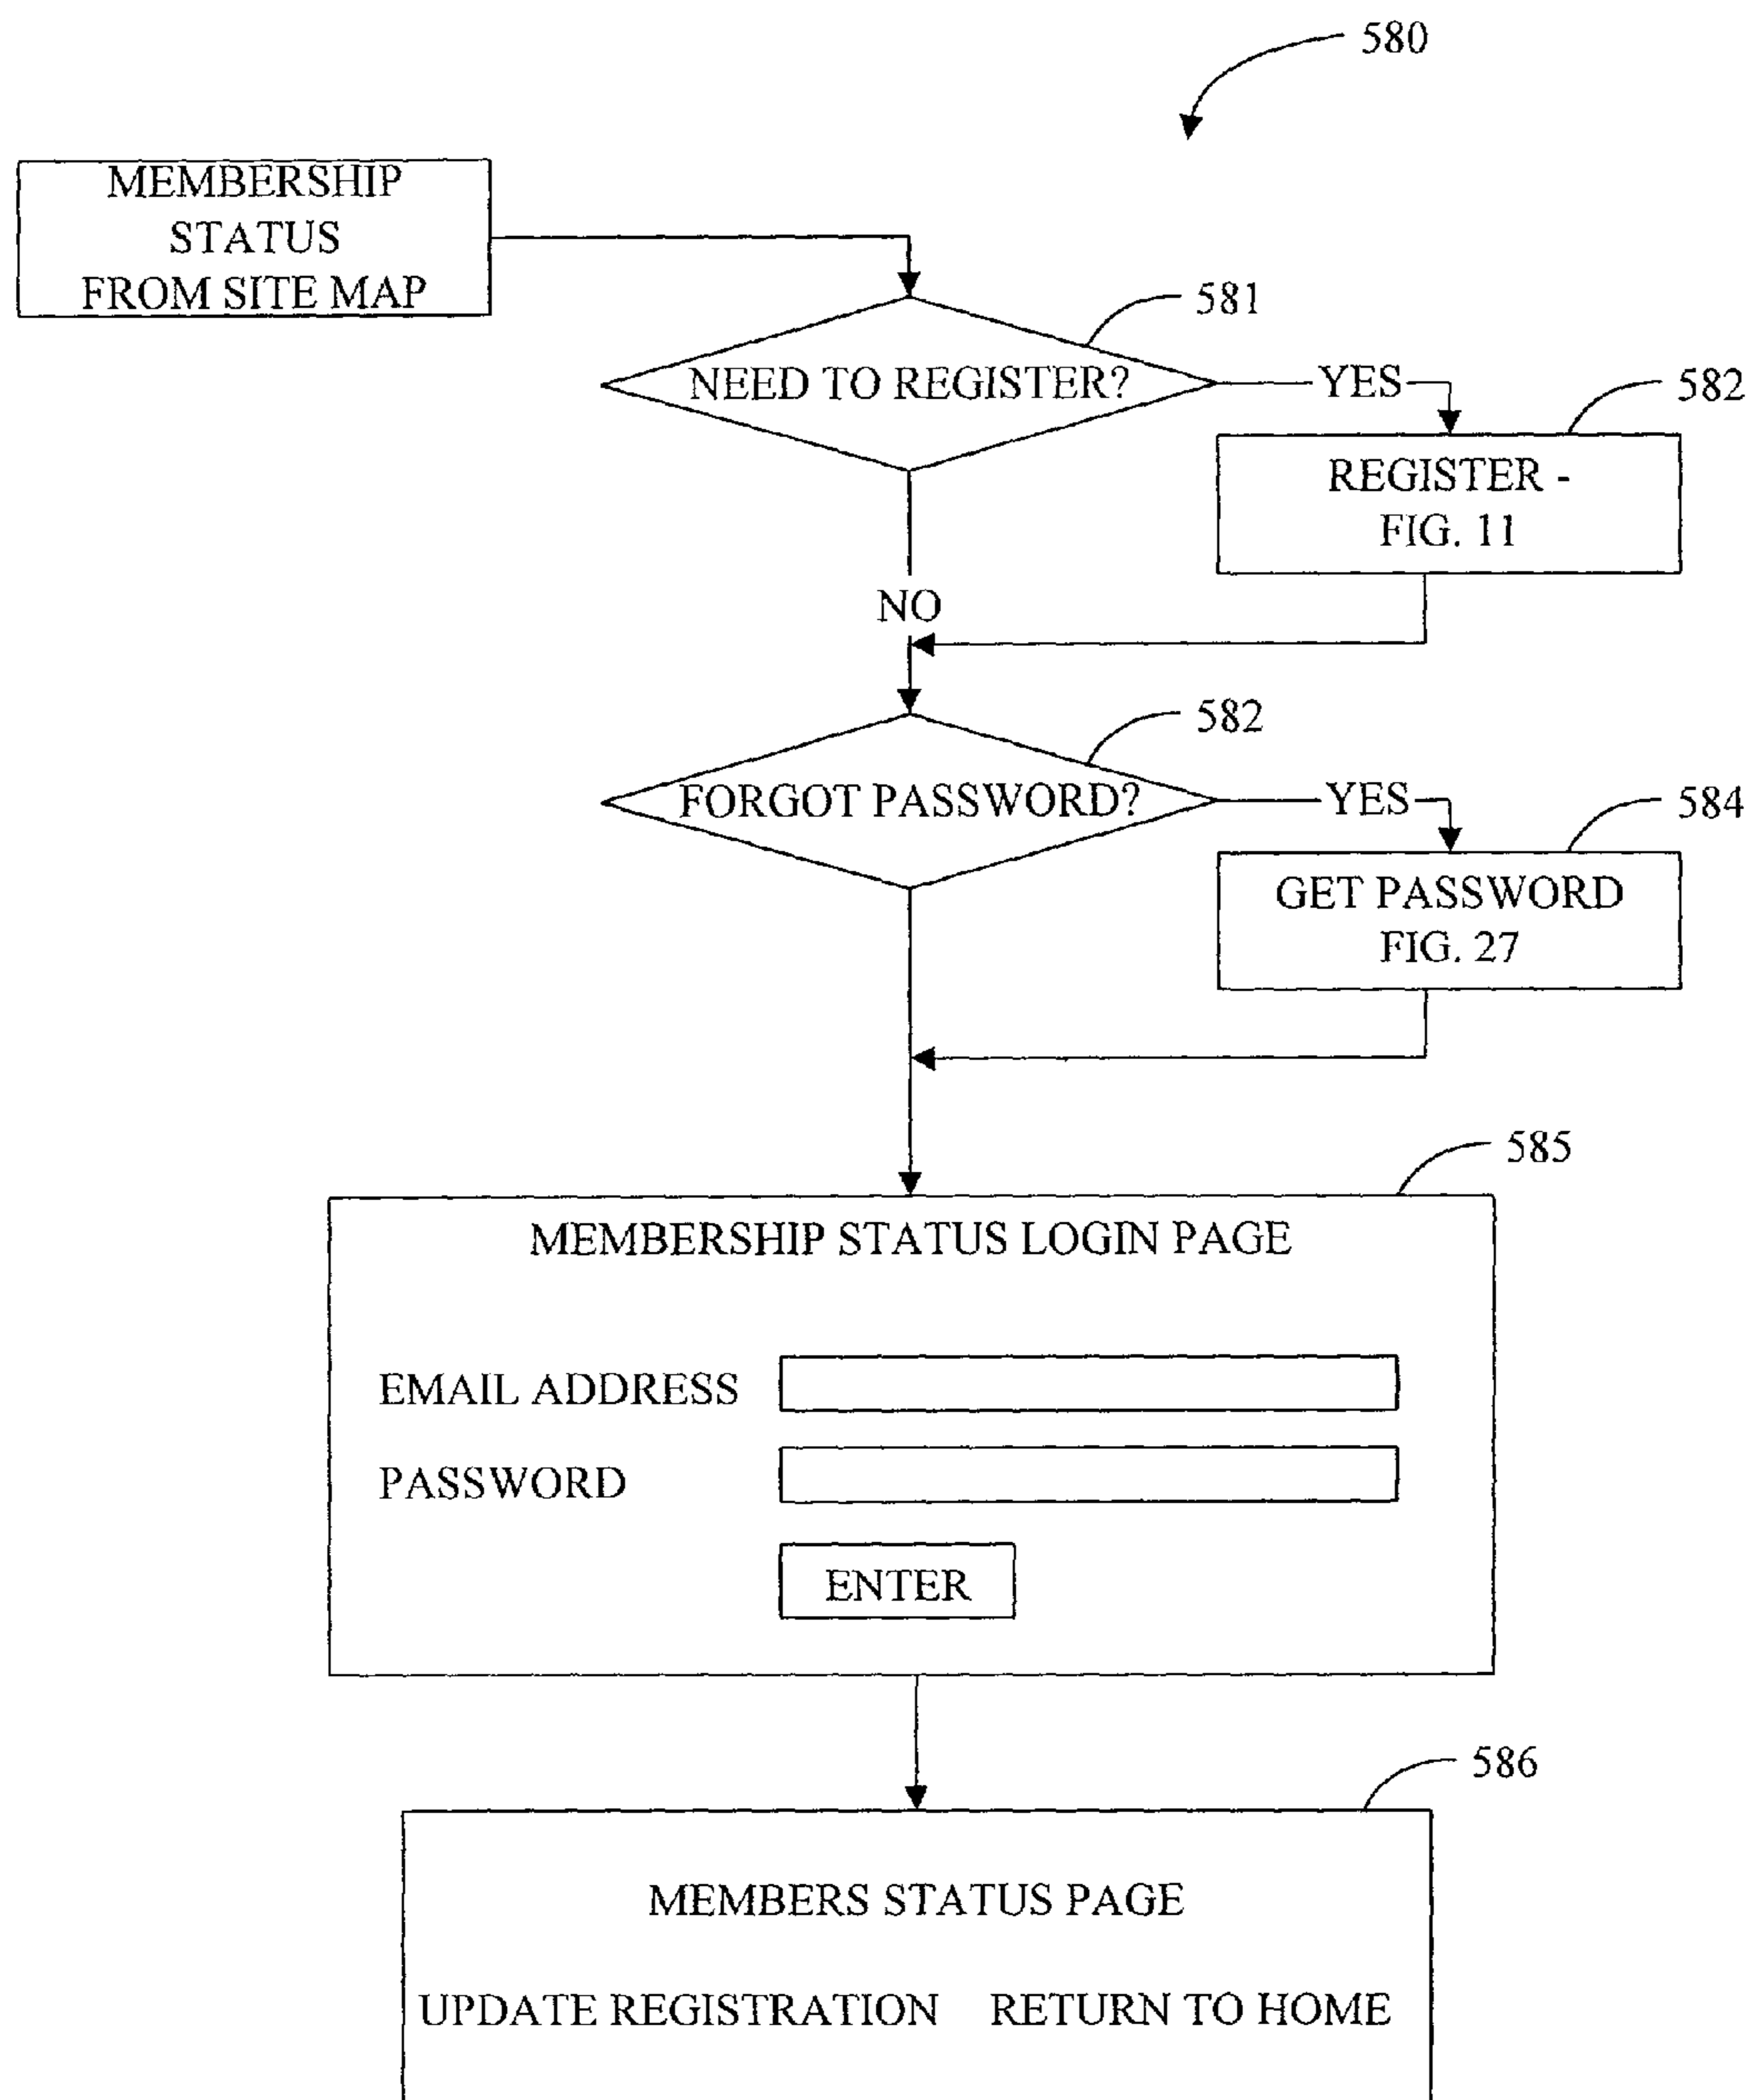 580
MEMBERSHIP
STATUS
FROM SITE MAP
581
NEED TO REGISTER?
YES
582
REGISTER -
FIG. 11
NO
582
FORGOT PASSWORD?
YES
584
GET PASSWORD
FIG. 27
585
MEMBERSHIP STATUS LOGIN PAGE
EMAIL ADDRESS
PASSWORD
ENTER
586
MEMBERS STATUS PAGE
UPDATE REGISTRATION RETURN TO HOME